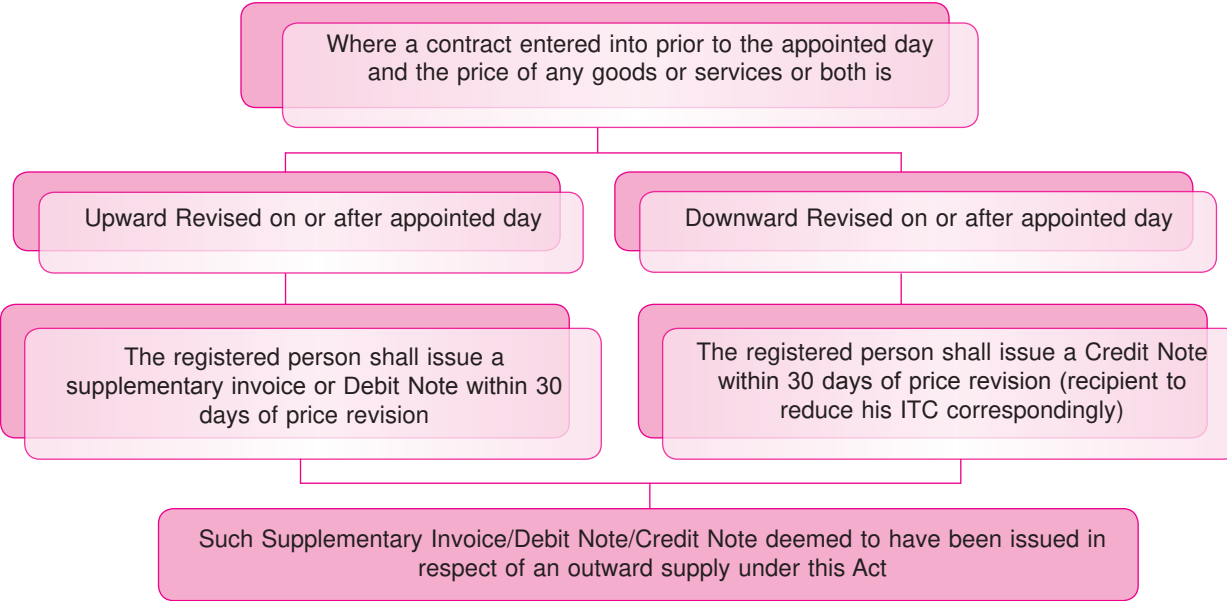 Where a contract entered into prior to the appointed day
and the price of any goods or services or both is
Upward Revised on or after appointed day
Downward Revised on or after appointed day
The registered person shall issue a
supplementary invoice or Debit Note within 30
days of price revision
The registered person shall issue a Credit Note
within 30 days of price revision (recipient to
reduce his ITC correspondingly)
Such Supplementary Invoice/Debit Note/Credit Note deemed to have been issued in
respect of an outward supply under this Act